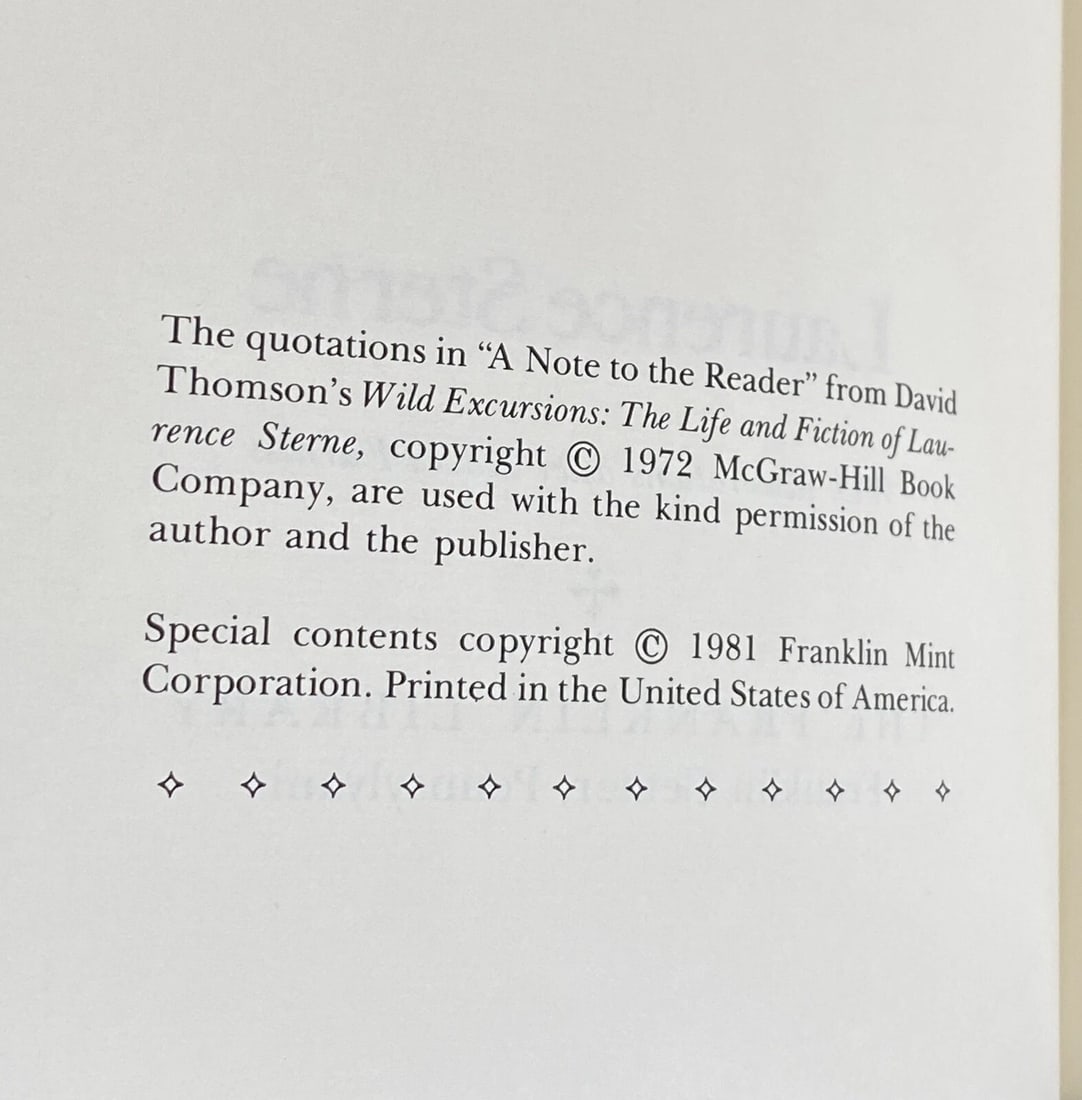 The quotations in “A Note to the Reader” from David
Thomson’s Wild Excursions: The Life and Fiction of Lau-
rence Sterne, copyright © 1972 McGraw-Hill Book
Company, are used with the kind permission of the
author and the publisher.
Special contents copyright © 1981 Franklin Mint
Corporation. Printed in the United States of America.